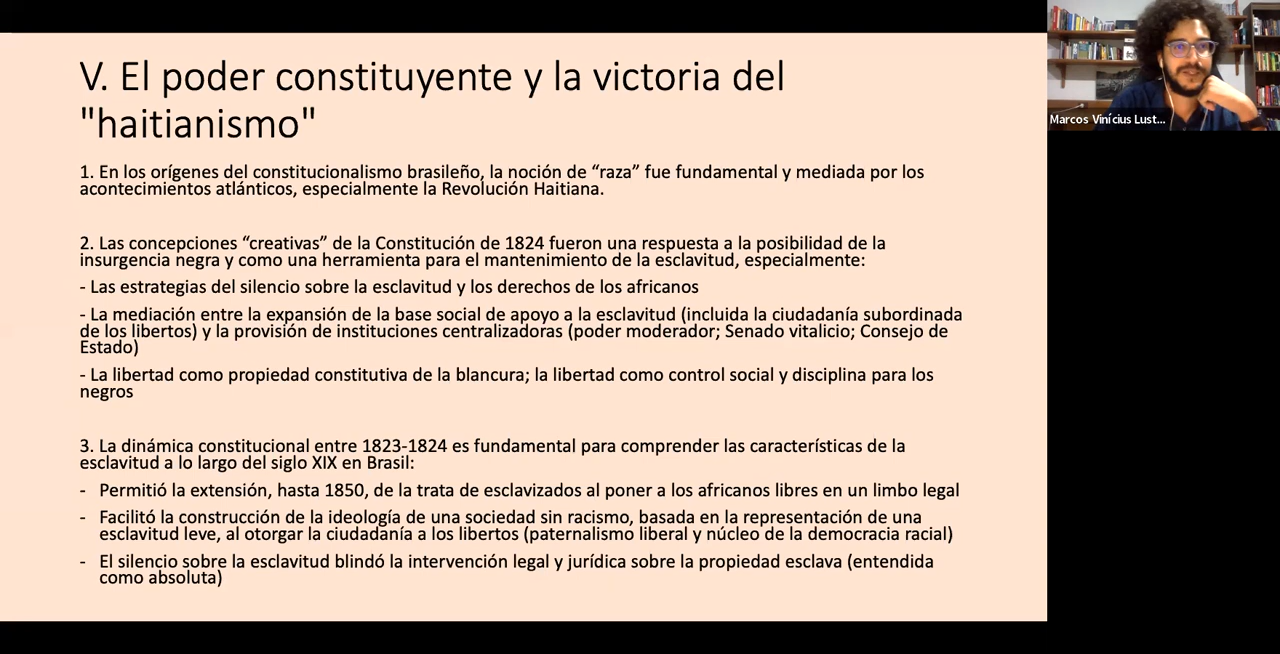 V. El poder constituyente y la victoria del
"haitianismo"
1. En los orígenes del constitucionalismo brasileño, la noción de “raza” fue fundamental y mediada por los
acontecimientos atlánticos, especialmente la Revolución Haitiana.
2. Las concepciones “creativas” de la Constitución de 1824 fueron una respuesta a la posibilidad de la
insurgencia negra y como una herramienta para el mantenimiento de la esclavitud, especialmente:
- Las estrategias del silencio sobre la esclavitud y los derechos de los africanos
- La mediación entre la expansión de la base social de apoyo a la esclavitud (incluida la ciudadanía subordinada
de los libertos) y la provisión de instituciones centralizadoras (poder moderador; Senado vitalicio; Consejo de
Estado)
- La libertad como propiedad constitutiva de la blancura; la libertad como control social y disciplina para los
negros
3. La dinámica constitucional entre 1823-1824 es fundamental para comprender las características de la
esclavitud a lo largo del siglo XIX en Brasil:
- Permitió la extensión, hasta 1850, de la trata de esclavizados al poner a los africanos libres en un limbo legal
- Facilitó la construcción de la ideología de una sociedad sin racismo, basada en la representación de una
esclavitud leve, al otorgar la ciudadanía a los libertos (paternalismo liberal y núcleo de la democracia racial)
- El silencio sobre la esclavitud blindó la intervención legal y jurídica sobre la propiedad esclava (entendida
como absoluta)
Marcos Vinícius Lust...